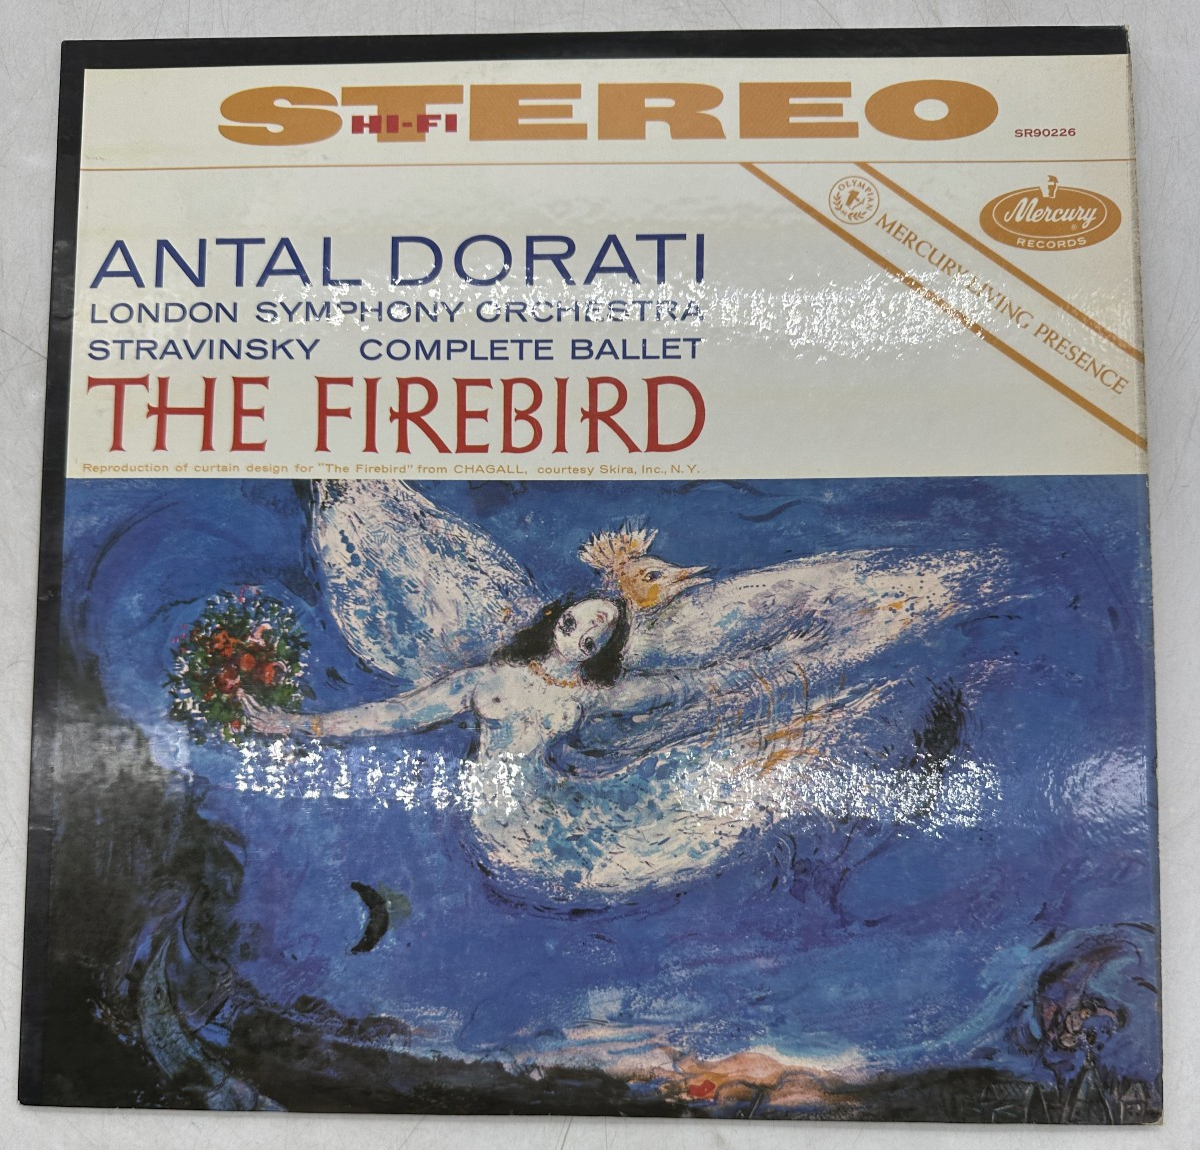 STEREO
HI-FI
SR90226
OLYMPIAN
Mercury
RECORDS
MERCURY LIVING PRESENCE
ANTAL DORATI
LONDON SYMPHONY ORCHESTRA
STRAVINSKY COMPLETE BALLET
THE FIREBIRD
Reproduction of curtain design for "The Firebird" from CHAGALL, courtesy Skira, Inc., N.Y.